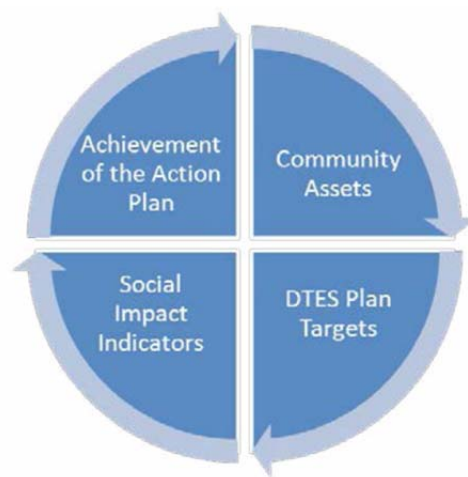 Achievement
of the Action
Plan
Community
Assets
Social
Impact
Indicators
DTES Plan
Targets